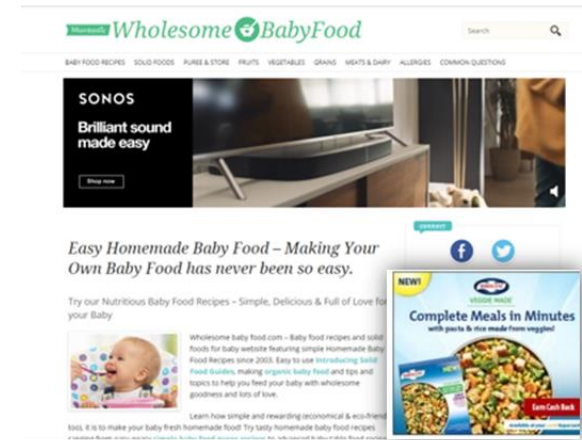 Momtastic Wholesome BabyFood
Search
BABY FOOD RECIPES SOLID FOODS PUREE & STORE FRUITS VEGETABLES GRAINS MEATS & DAIRY ALLERGIES COMMON QUESTIONS
SONOS
Brilliant sound
made easy
Shop now
Easy Homemade Baby Food – Making Your
Own Baby Food has never been so easy.
Try our Nutritious Baby Food Recipes – Simple, Delicious & Full of Love for
your Baby
Wholesome baby food.com – Baby food recipes and solid
foods for baby website featuring simple Homemade Baby
Food Recipes since 2003. Easy to use Introducing Solid
Food Guides, making organic baby food and tips and
topics to help you feed your baby with wholesome
goodness and lots of love.
Learn how simple and rewarding (economical & eco-friendly
too), it is to make your baby fresh homemade food! Try tasty homemade baby food recipes
CONNECT
NEW!
BIRDS EYE
VEGGIE MADE
Complete Meals in Minutes
with pasta & rice made from veggies!
NEW
Earn Cash Back